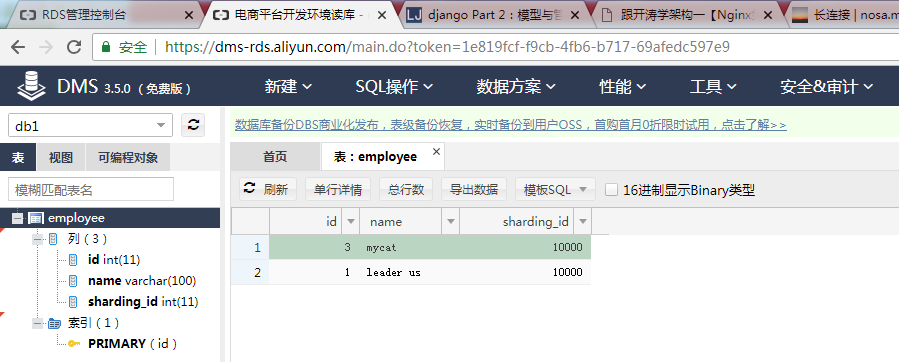 RDS管理控制台
电商平台开发环境读库 -
django Part 2：模型与管
跟开涛学架构一【Nginx
长连接 | nosa.m
安全 https://dms-rds.aliyun.com/main.do?token=1e819fcf-f9cb-4fb6-b717-69afedc597e9
DMS 3.5.0（免费版） 新建 SQL操作 数据方案 性能 工具 安全&审计
db1
数据库备份DBS商业化发布，表级备份恢复，实时备份到用户OSS，首购首月0折限时试用，点击了解>>
表 视图 可编程对象
首页 表：employee
模糊匹配表名
刷新 单行详情 总行数 导出数据 模板SQL 16进制显示Binary类型
employee
列（3）
id int(11)
name varchar(100)
sharding_id int(11)
索引（1）
PRIMARY（id）
id name sharding_id
1 3 mycat 10000
2 1 leader us 10000